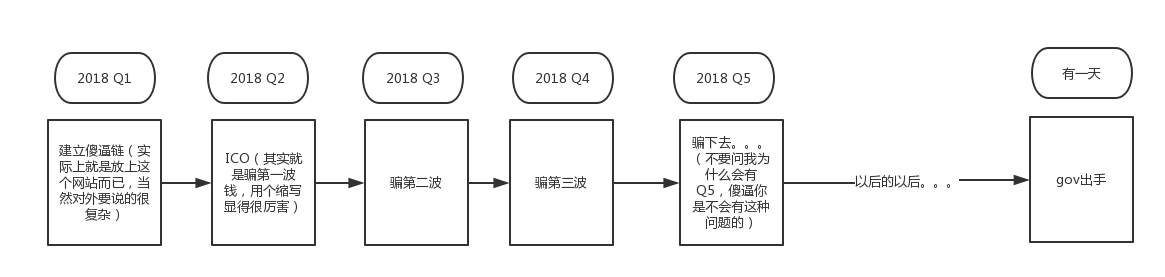 2018 Q1
2018 Q2
2018 Q3
2018 Q4
2018 Q5
有一天
建立傻逼链（实
际上就是放上这
个网站而已，当
然对外要说的很
复杂）
ICO（其实就
是骗第一波
钱，用个缩写
显得很厉害）
骗第二波
骗第三波
骗下去。。。
（不要问我为
什么会有
Q5，傻逼你
是不会有这种
问题的）
以后的以后。。。
gov出手